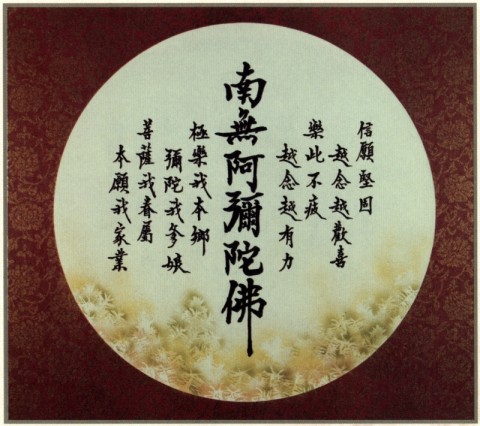 信願堅固
越念越歡喜
樂此不疲
越念越有力
南無阿彌陀佛
極樂我本鄉
彌陀我爹娘
菩薩我眷屬
本願我家業